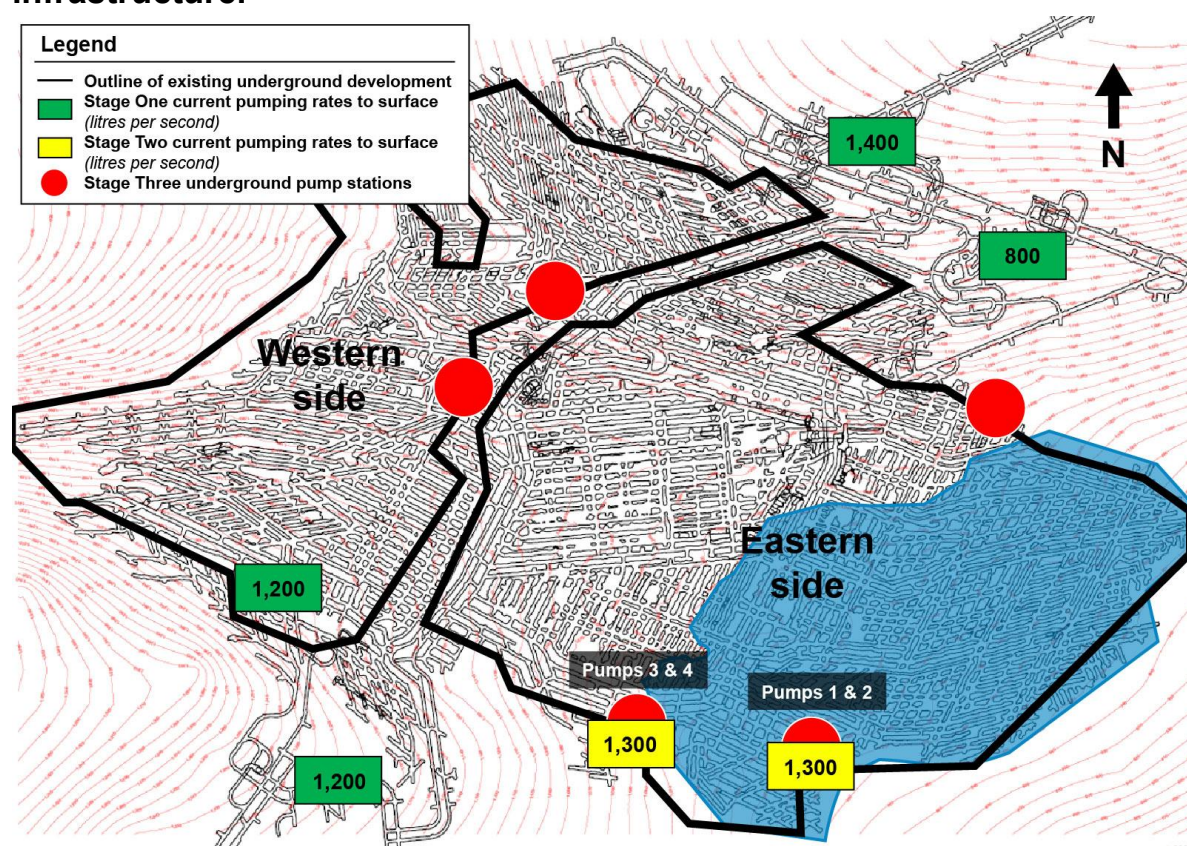 Legend
Outline of existing underground development
Stage One current pumping rates to surface
(litres per second)
Stage Two current pumping rates to surface
(litres per second)
Stage Three underground pump stations
1,400
N
800
Western
side
Eastern
side
1,200
Pumps 3 & 4
Pumps 1 & 2
1,300
1,300
1,200